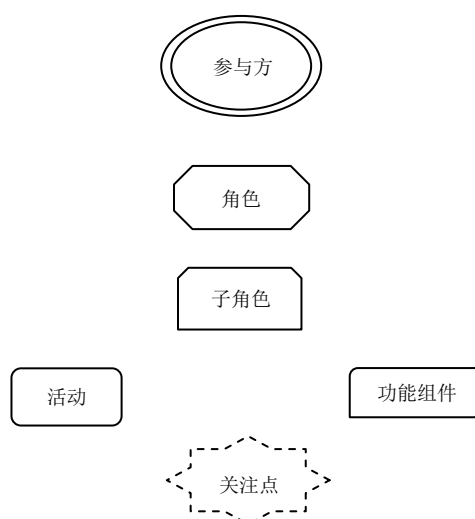 参与方
角色
子角色
活动
功能组件
关注点